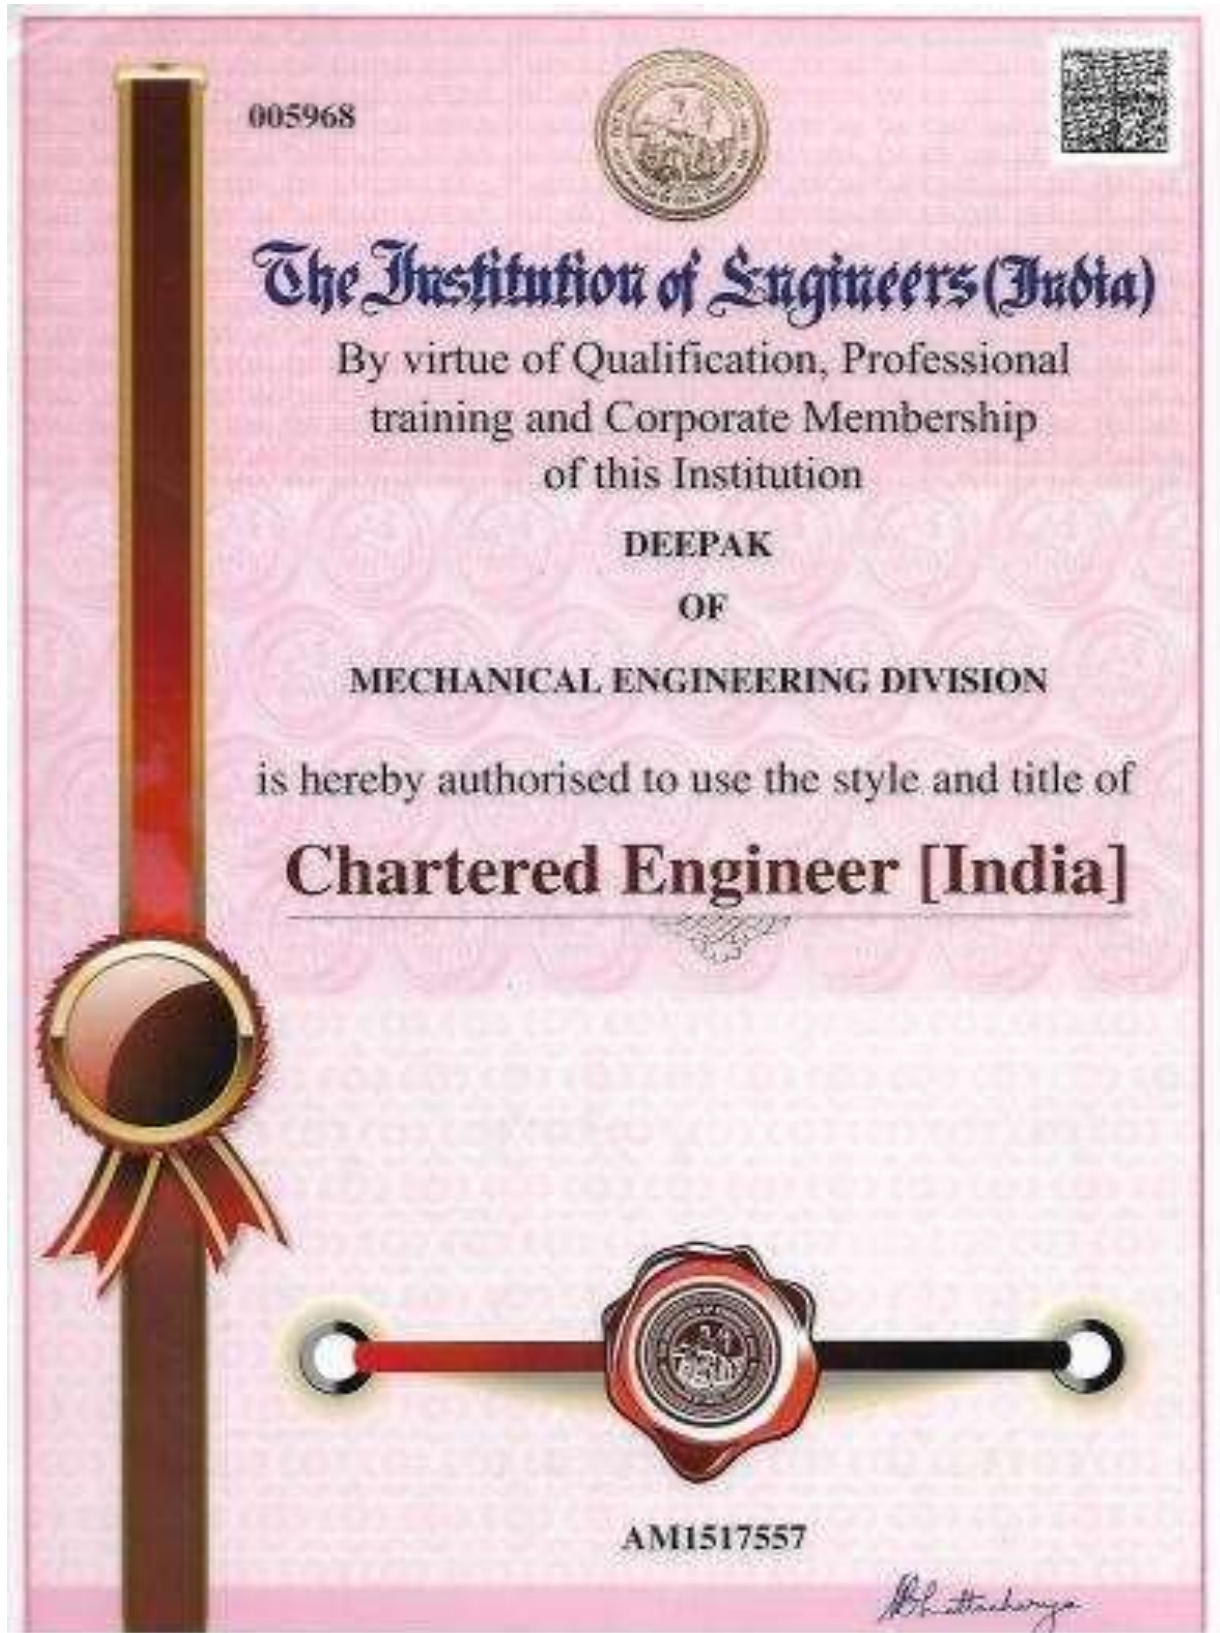 005968
The Institution of Engineers (India)
By virtue of Qualification, Professional
training and Corporate Membership
of this Institution
DEEPAK
OF
MECHANICAL ENGINEERING DIVISION
is hereby authorised to use the style and title of
Chartered Engineer [India]
AM1517557